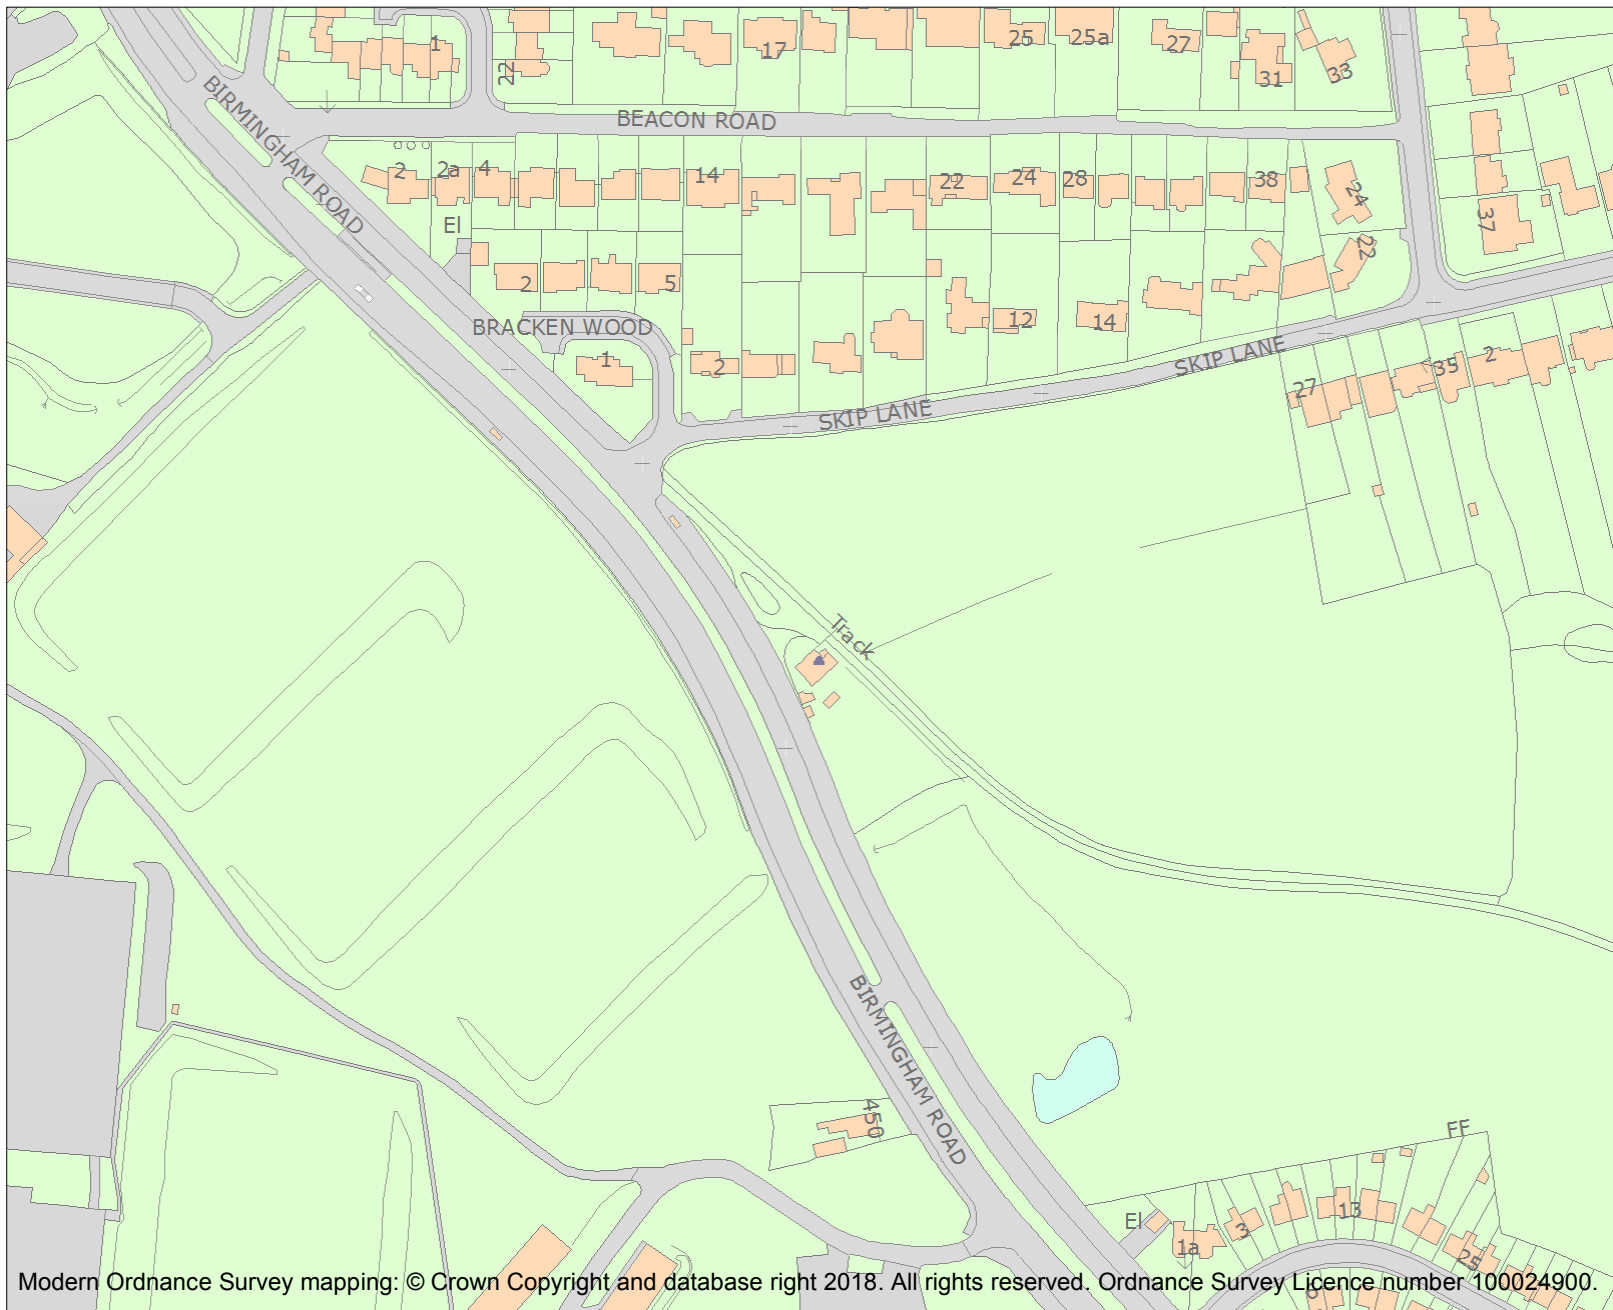 1
22
17
25
25a
27
31
33
BIRMINGHAM ROAD
BEACON ROAD
2
2a
4
14
22
24
28
38
24
37
El
22
2
5
BRACKEN WOOD
12
14
1
2
SKIP LANE
SKIP LANE
27
35
2
Track
BIRMINGHAM ROAD
450
FF
El
1a
3
13
25
Modern Ordnance Survey mapping: © Crown Copyright and database right 2018. All rights reserved. Ordnance Survey Licence number 100024900.